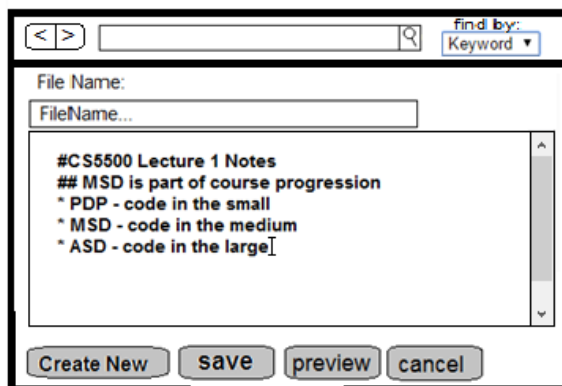 < >
find by:
Keyword ▼
File Name:
FileName...
#CS5500 Lecture 1 Notes
## MSD is part of course progression
* PDP - code in the small
* MSD - code in the medium
* ASD - code in the large
Create New save preview cancel